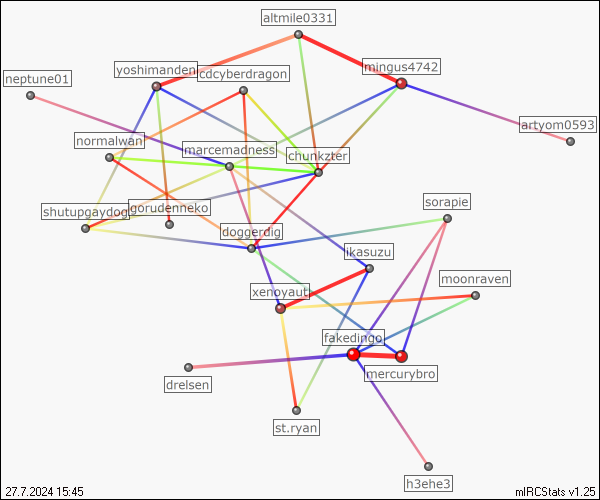 altmile0331
mingus4742
yoshimanden
cdcyberdragon
neptune01
artyom0593
normalwan
marcemadness
chunkzter
sorapie
shutupgaydog
gorudenneko
doggerdig
ikasuzu
moonraven
xenoyaut
fakedingo
mercurybro
drelsen
st.ryan
h3ehe3
27.7.2024 15:45
mIRCStats v1.25